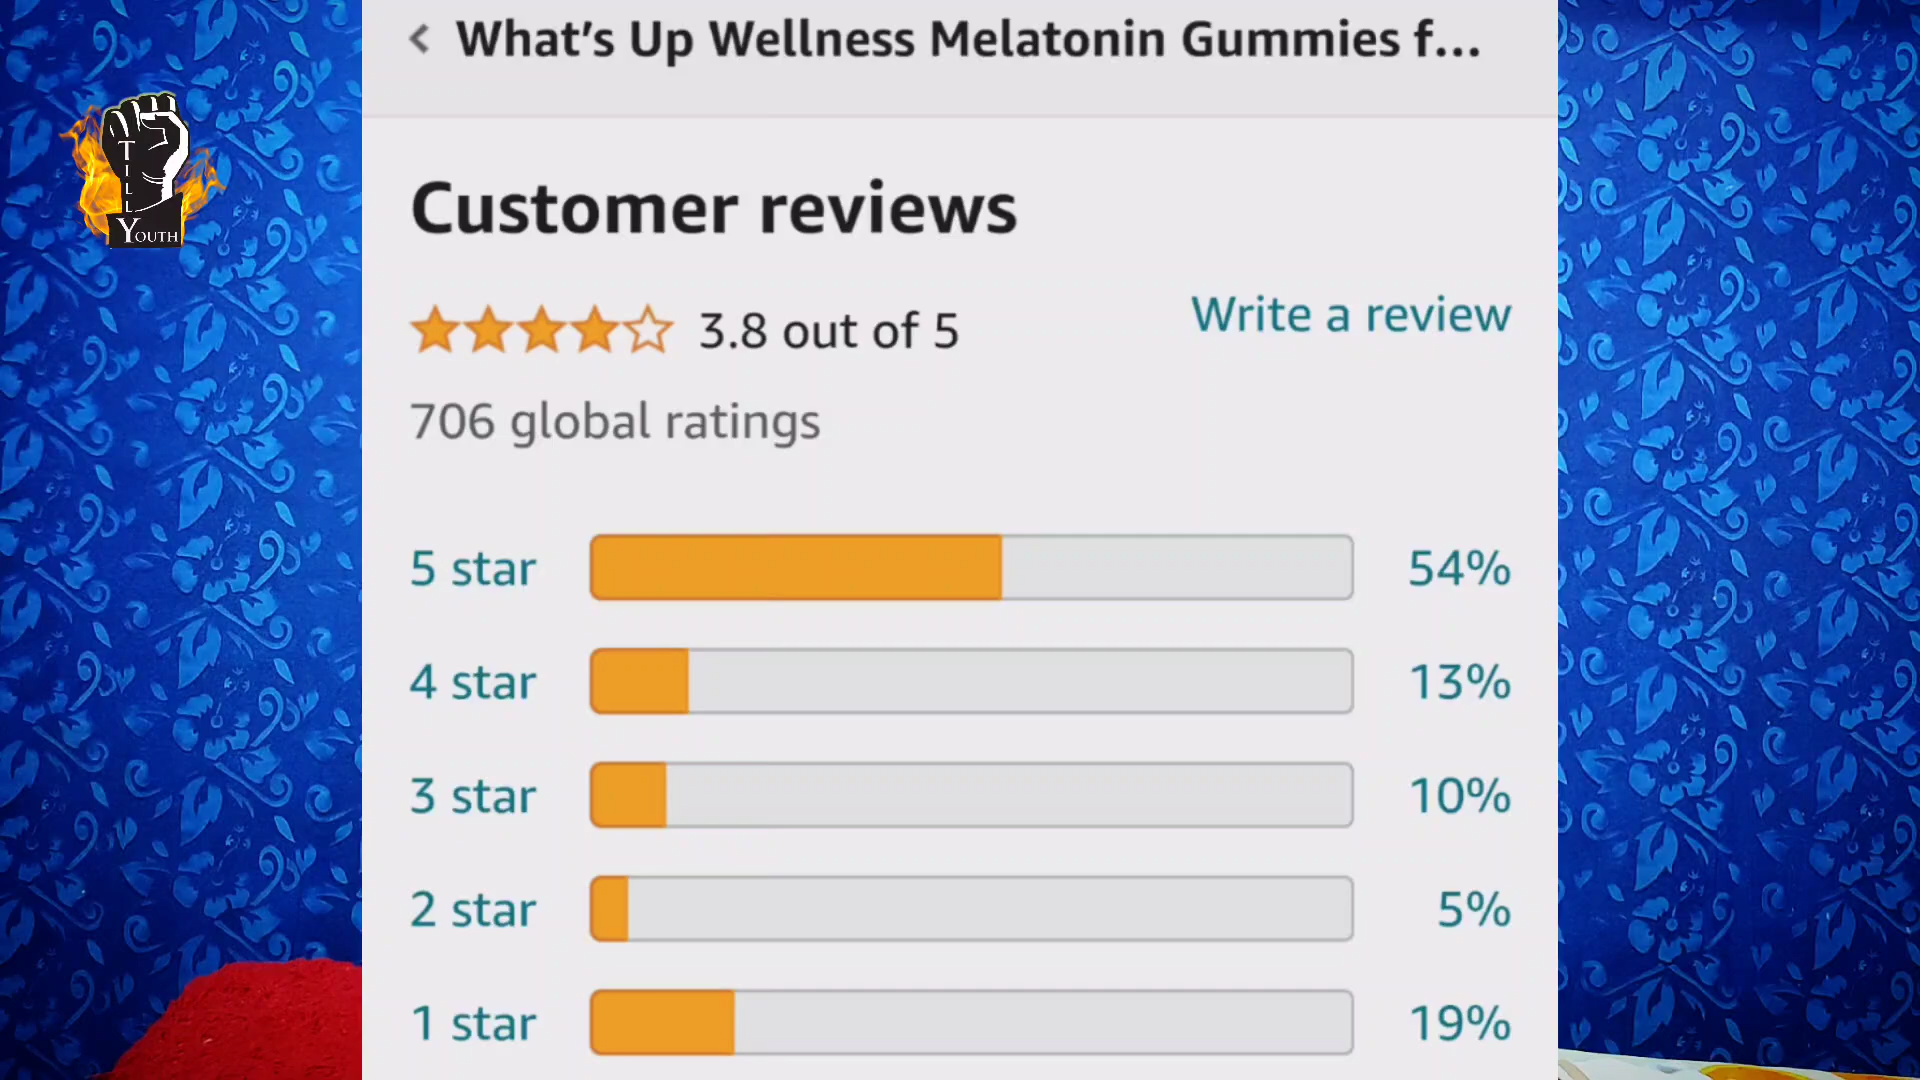 What's Up Wellness Melatonin Gummies f...
TILL
YOUTH
Customer reviews
3.8 out of 5
Write a review
706 global ratings
5 star 54%
4 star 13%
3 star 10%
2 star 5%
1 star 19%